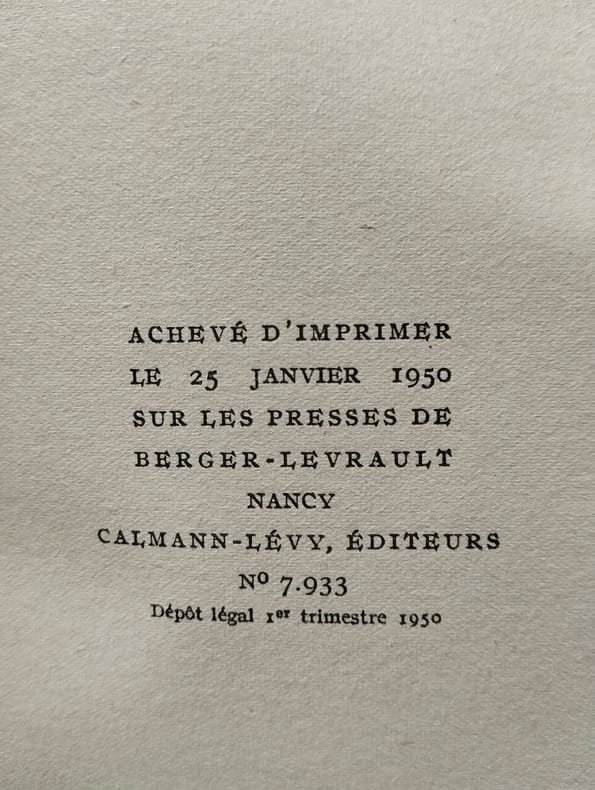 ACHEVÉ D'IMPRIMER
LE 25 JANVIER 1950
SUR LES PRESSES DE
BERGER-LEVRAULT
NANCY
CALMANN-LÉVY, ÉDITEURS
Nº 7.933
Dépôt légal 1er trimestre 1950